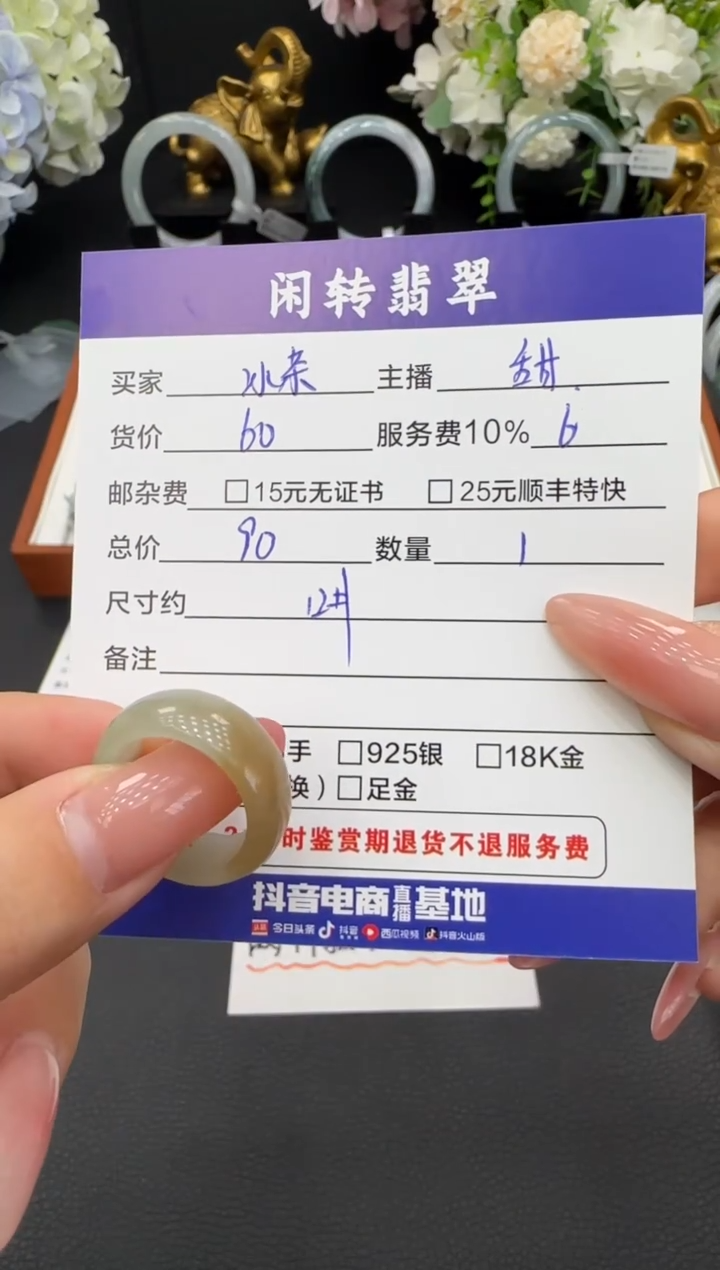 闲转翡翠
买家 冰荣 主播 甜
货价 60 服务费10% 6
邮杂费 □15元无证书 □25元顺丰特快
总价 90 数量 1
尺寸约 12#
备注
手 □925银 □18K金
换）□足金
时鉴赏期退货不退服务费
抖音电商直播基地
今日头条 抖音 西瓜视频 抖音火山版